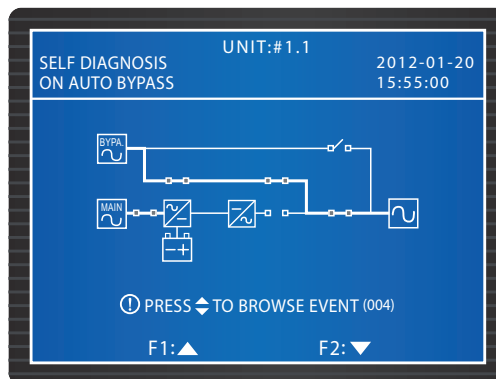 UNIT:#1.1
SELF DIAGNOSIS
ON AUTO BYPASS
2012-01-20
15:55:00
BYPA.
MAIN
PRESS TO BROWSE EVENT (004)
F1: F2: